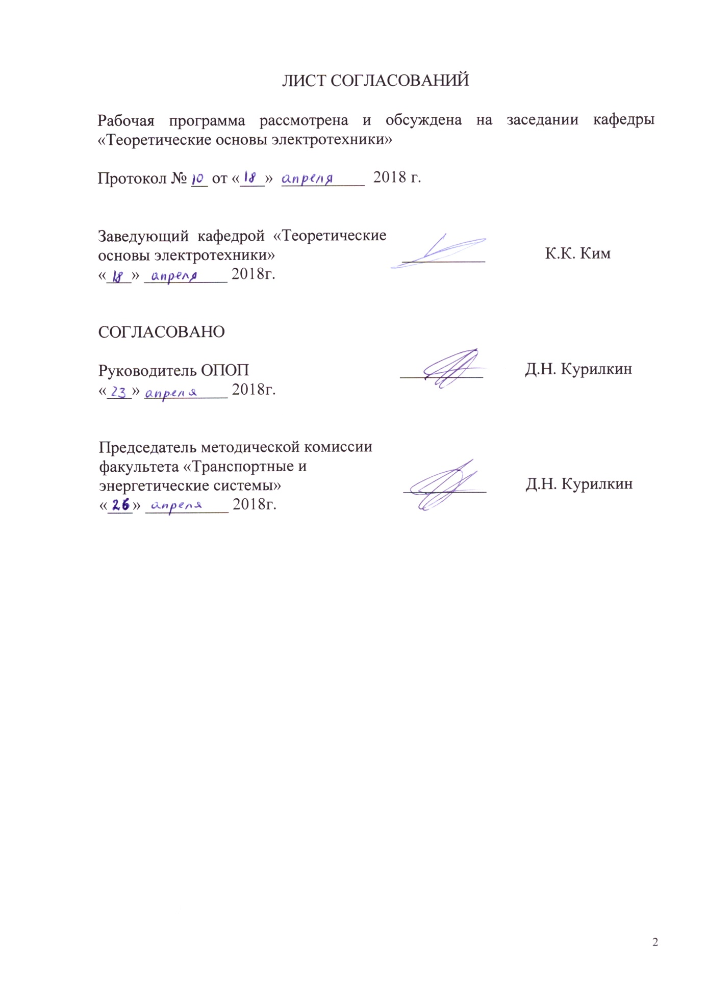 ЛИСТ СОГЛАСОВАНИЙ
Рабочая программа рассмотрена и обсуждена на заседании кафедры
«Теоретические основы электротехники»
Протокол № 10 от «18» апреля 2018 г.
Заведующий кафедрой «Теоретические
основы электротехники» К.К. Ким
«18» апреля 2018г.
СОГЛАСОВАНО
Руководитель ОПОП Д.Н. Курилкин
«23» апреля 2018г.
Председатель методической комиссии
факультета «Транспортные и
энергетические системы» Д.Н. Курилкин
«26» апреля 2018г.
2